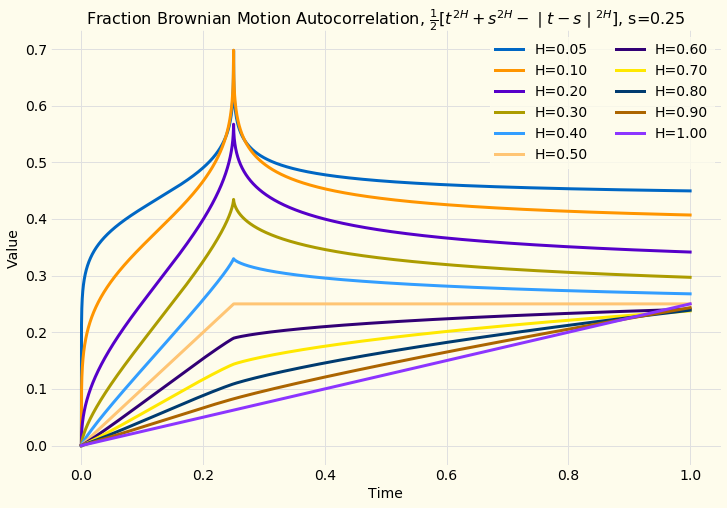 Fraction Brownian Motion Autocorrelation, $\frac{1}{2}[t^{2H} + s^{2H} - \mid t - s \mid^{2H}]$, s=0.25
H=0.05 H=0.60
H=0.10 H=0.70
H=0.20 H=0.80
H=0.30 H=0.90
H=0.40 H=1.00
H=0.50
0.7
0.6
0.5
0.4
0.3
0.2
0.1
0.0
Value
0.0 0.2 0.4 0.6 0.8 1.0
Time